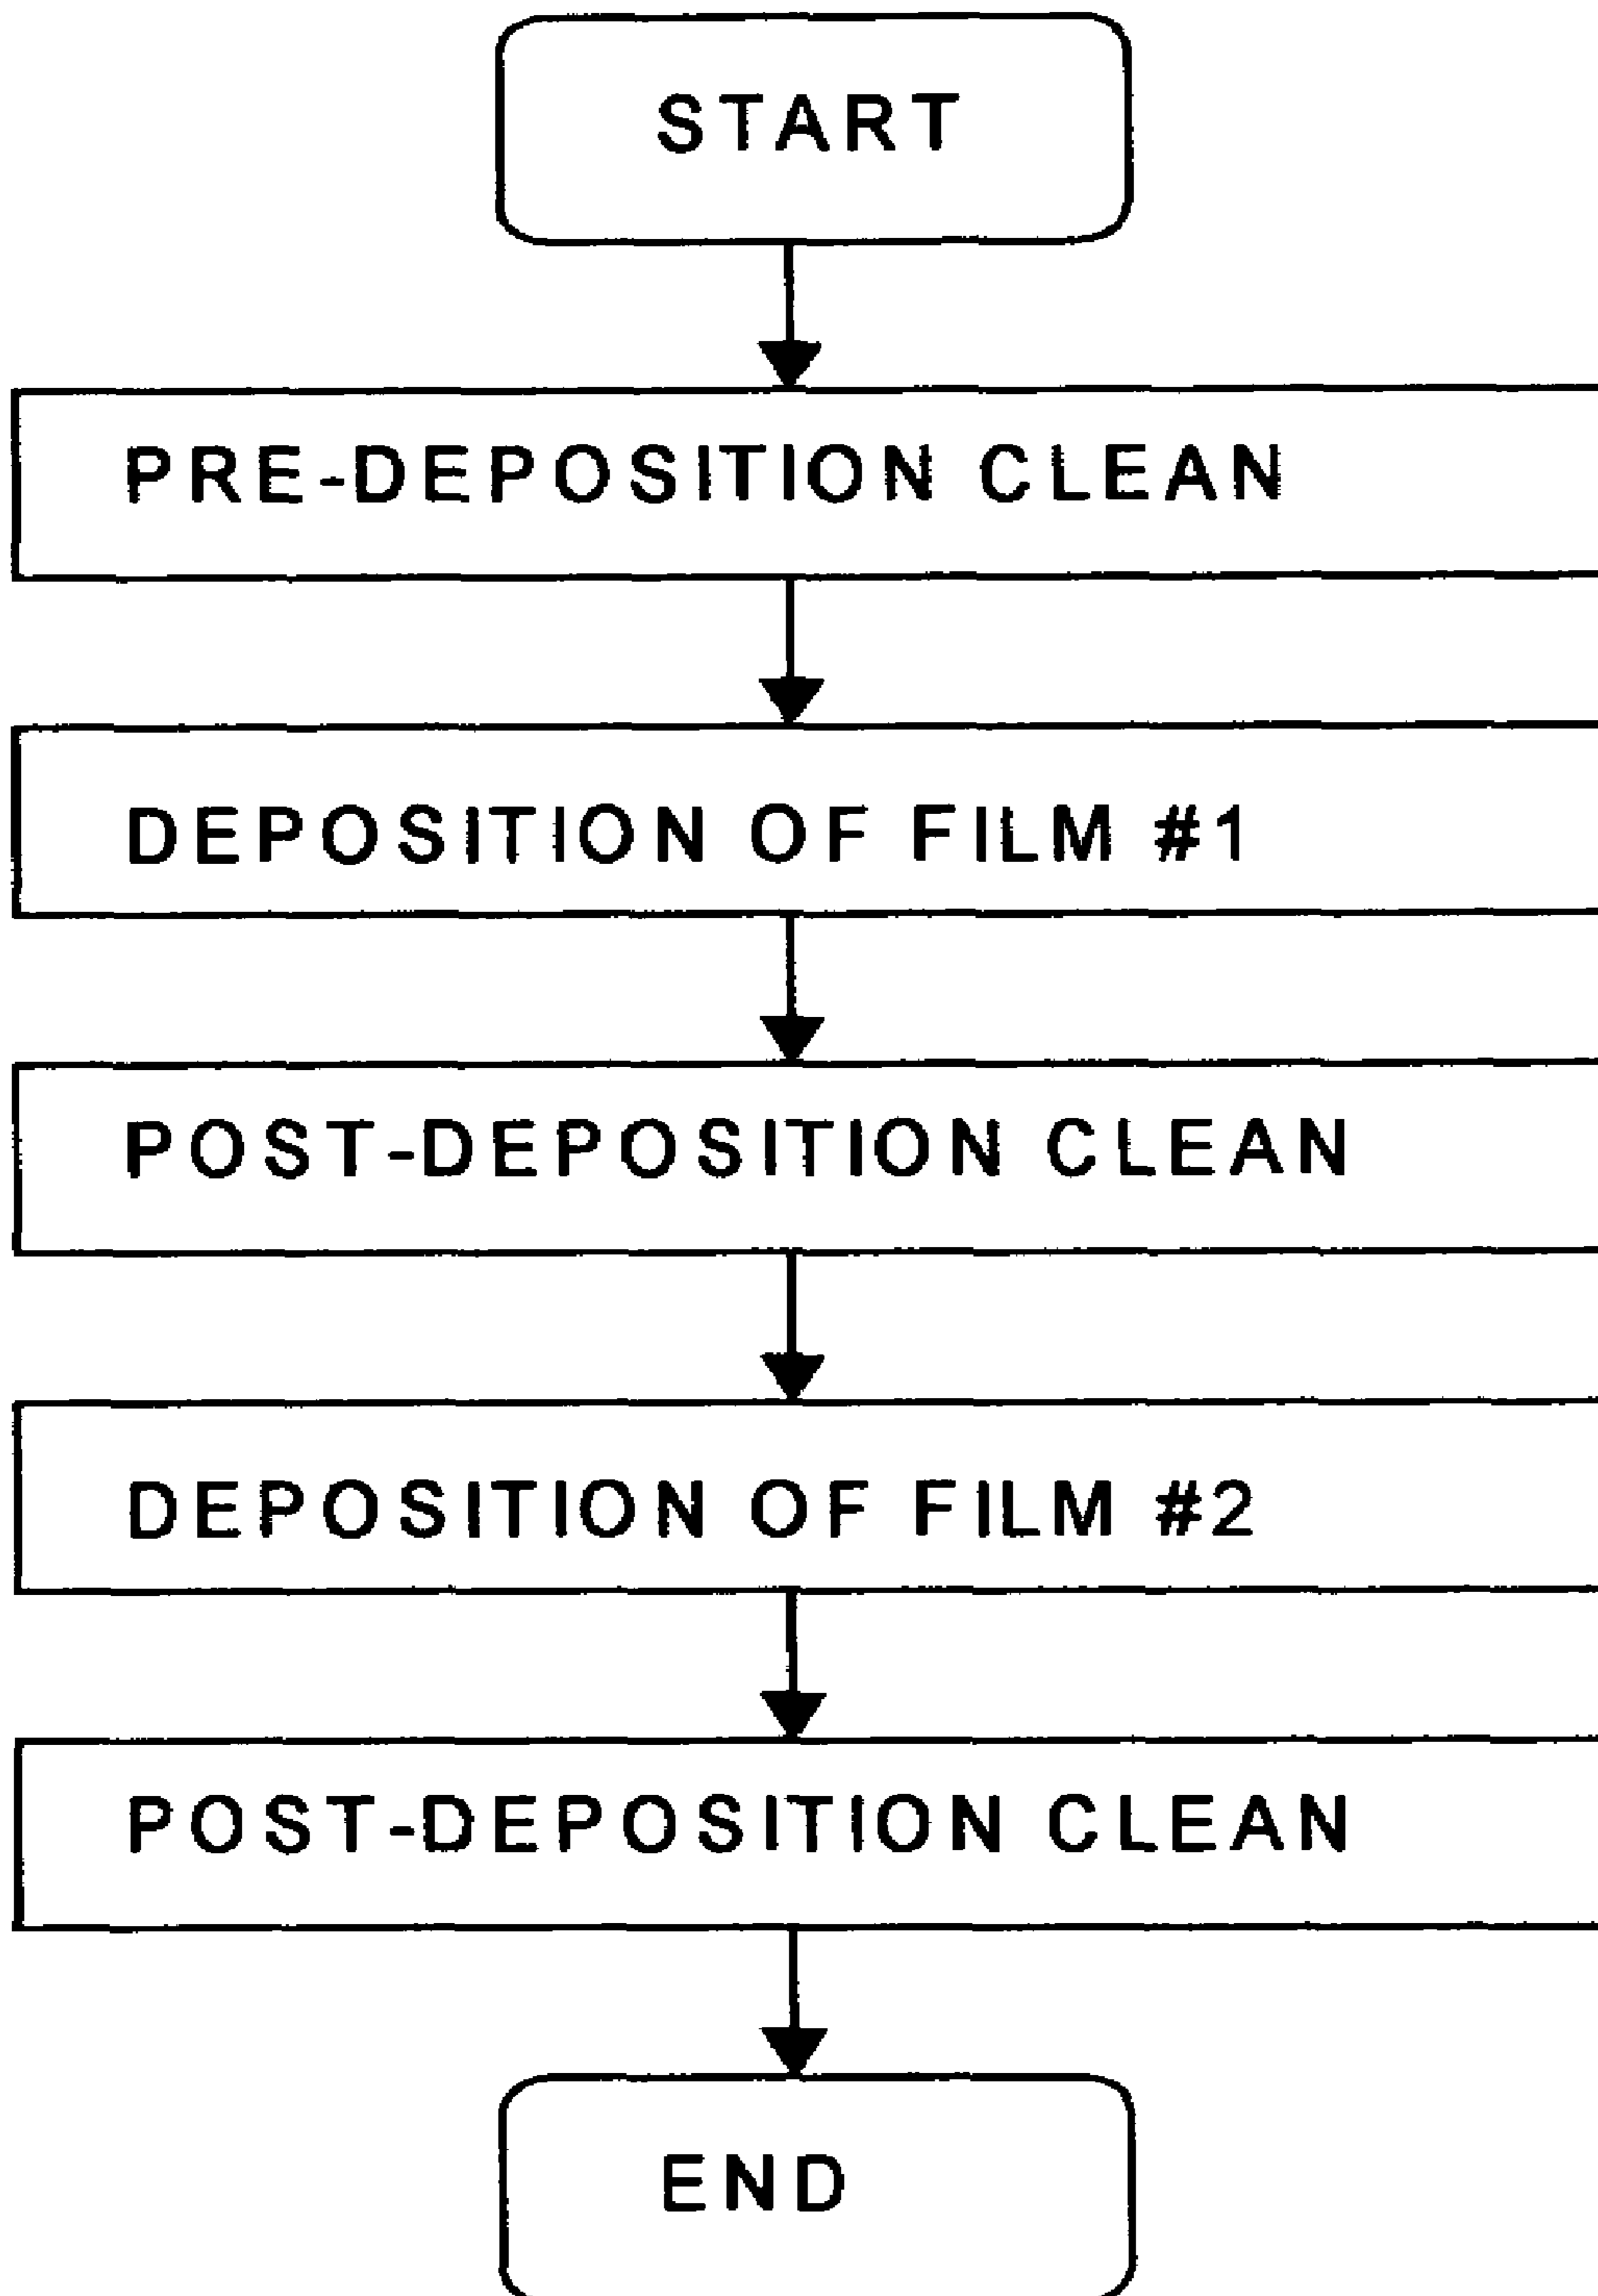 START
PRE-DEPOSITION CLEAN
DEPOSITION OF FILM #1
POST-DEPOSITION CLEAN
DEPOSITION OF FILM #2
POST-DEPOSITION CLEAN
END